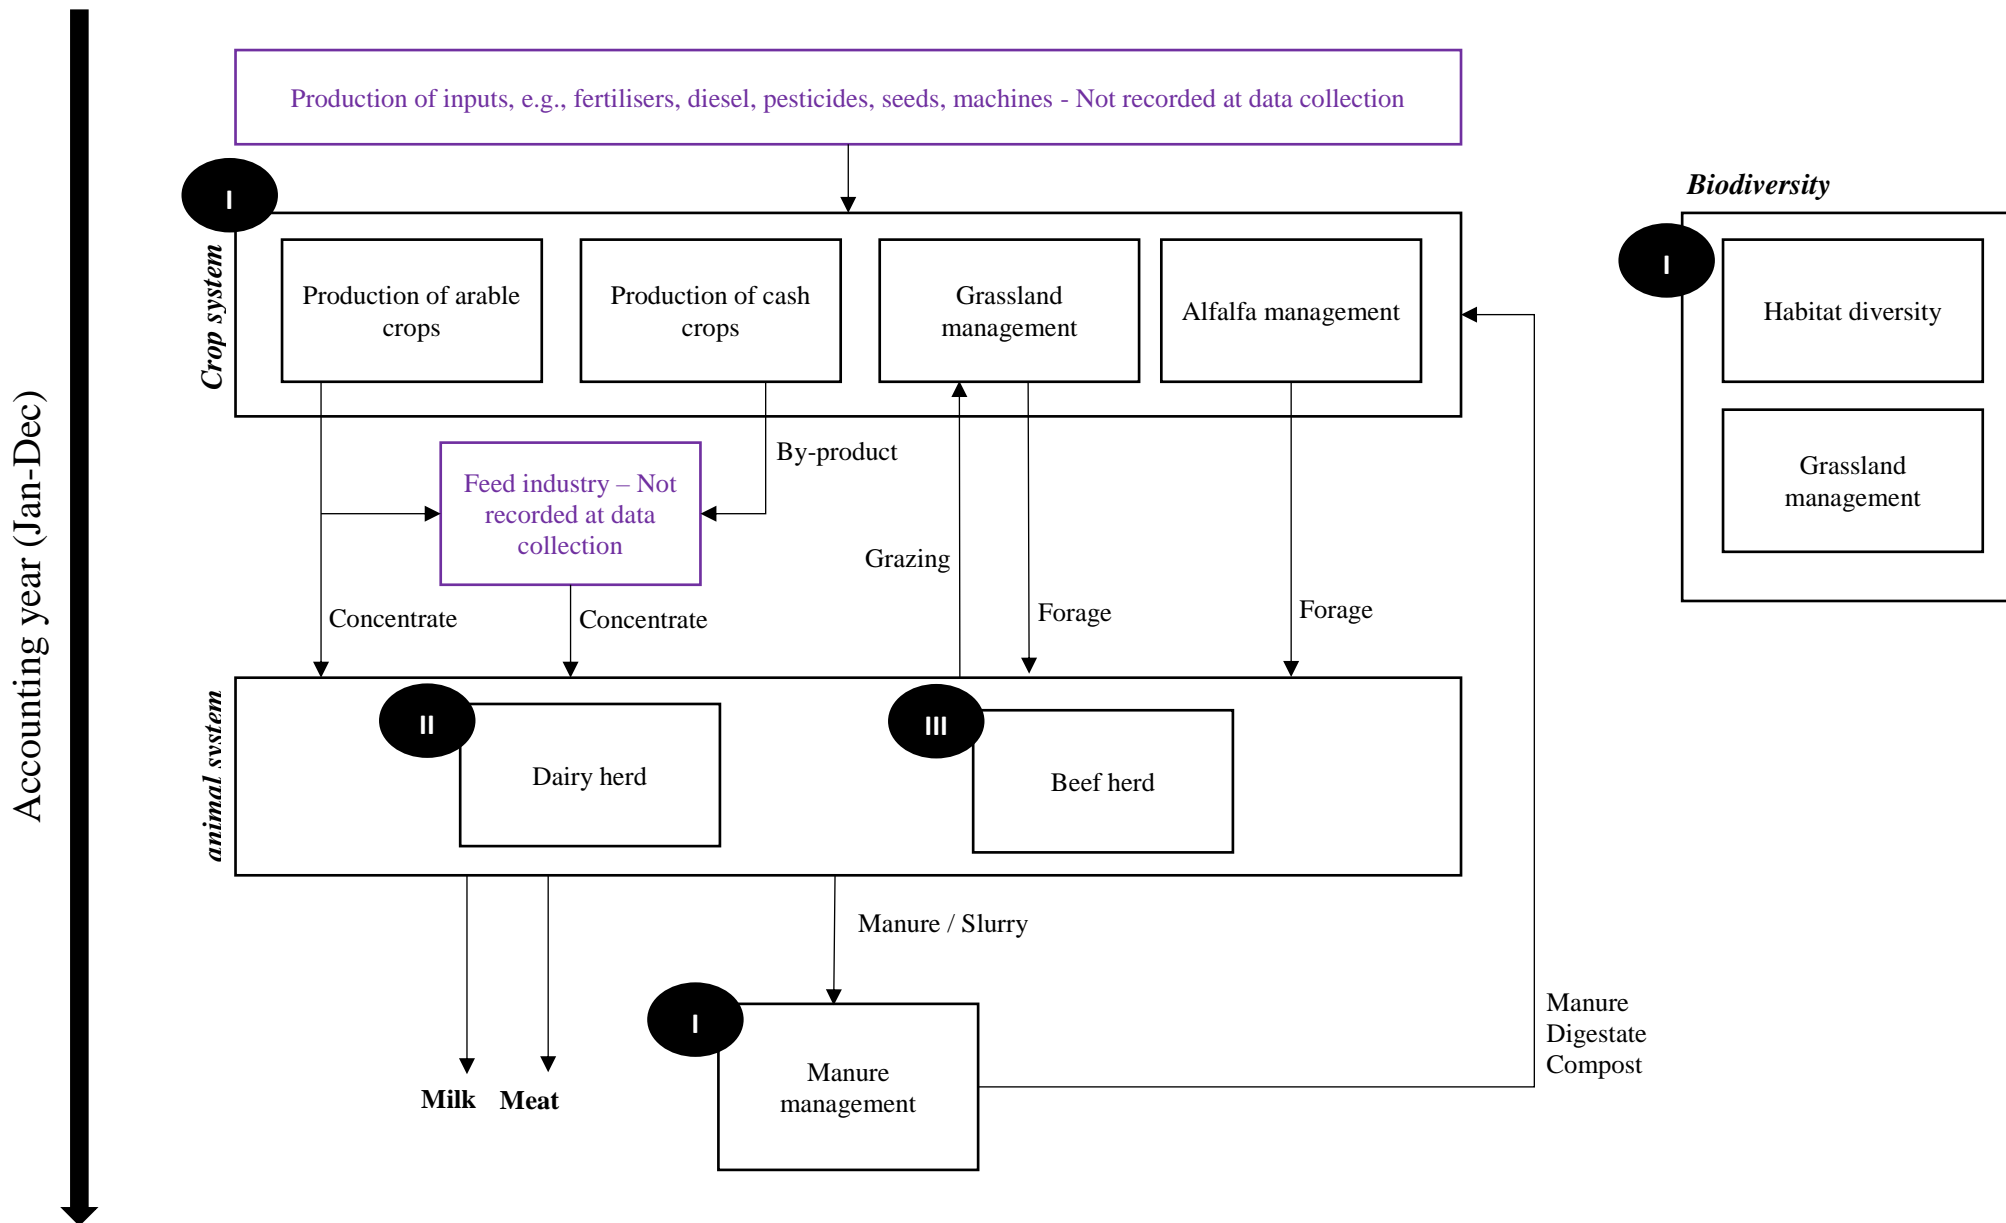 Accounting year (Jan-Dec)
Production of inputs, e.g., fertilisers, diesel, pesticides, seeds, machines - Not recorded at data collection
I
Crop system
Production of arable
crops
Production of cash
crops
Grassland
management
Alfalfa management
Biodiversity
I
Habitat diversity
Grassland
management
By-product
Feed industry – Not
recorded at data
collection
Grazing
Concentrate
Concentrate
Forage
Forage
animal system
II
Dairy herd
III
Beef herd
Manure / Slurry
Milk
Meat
I
Manure
management
Manure
Digestate
Compost